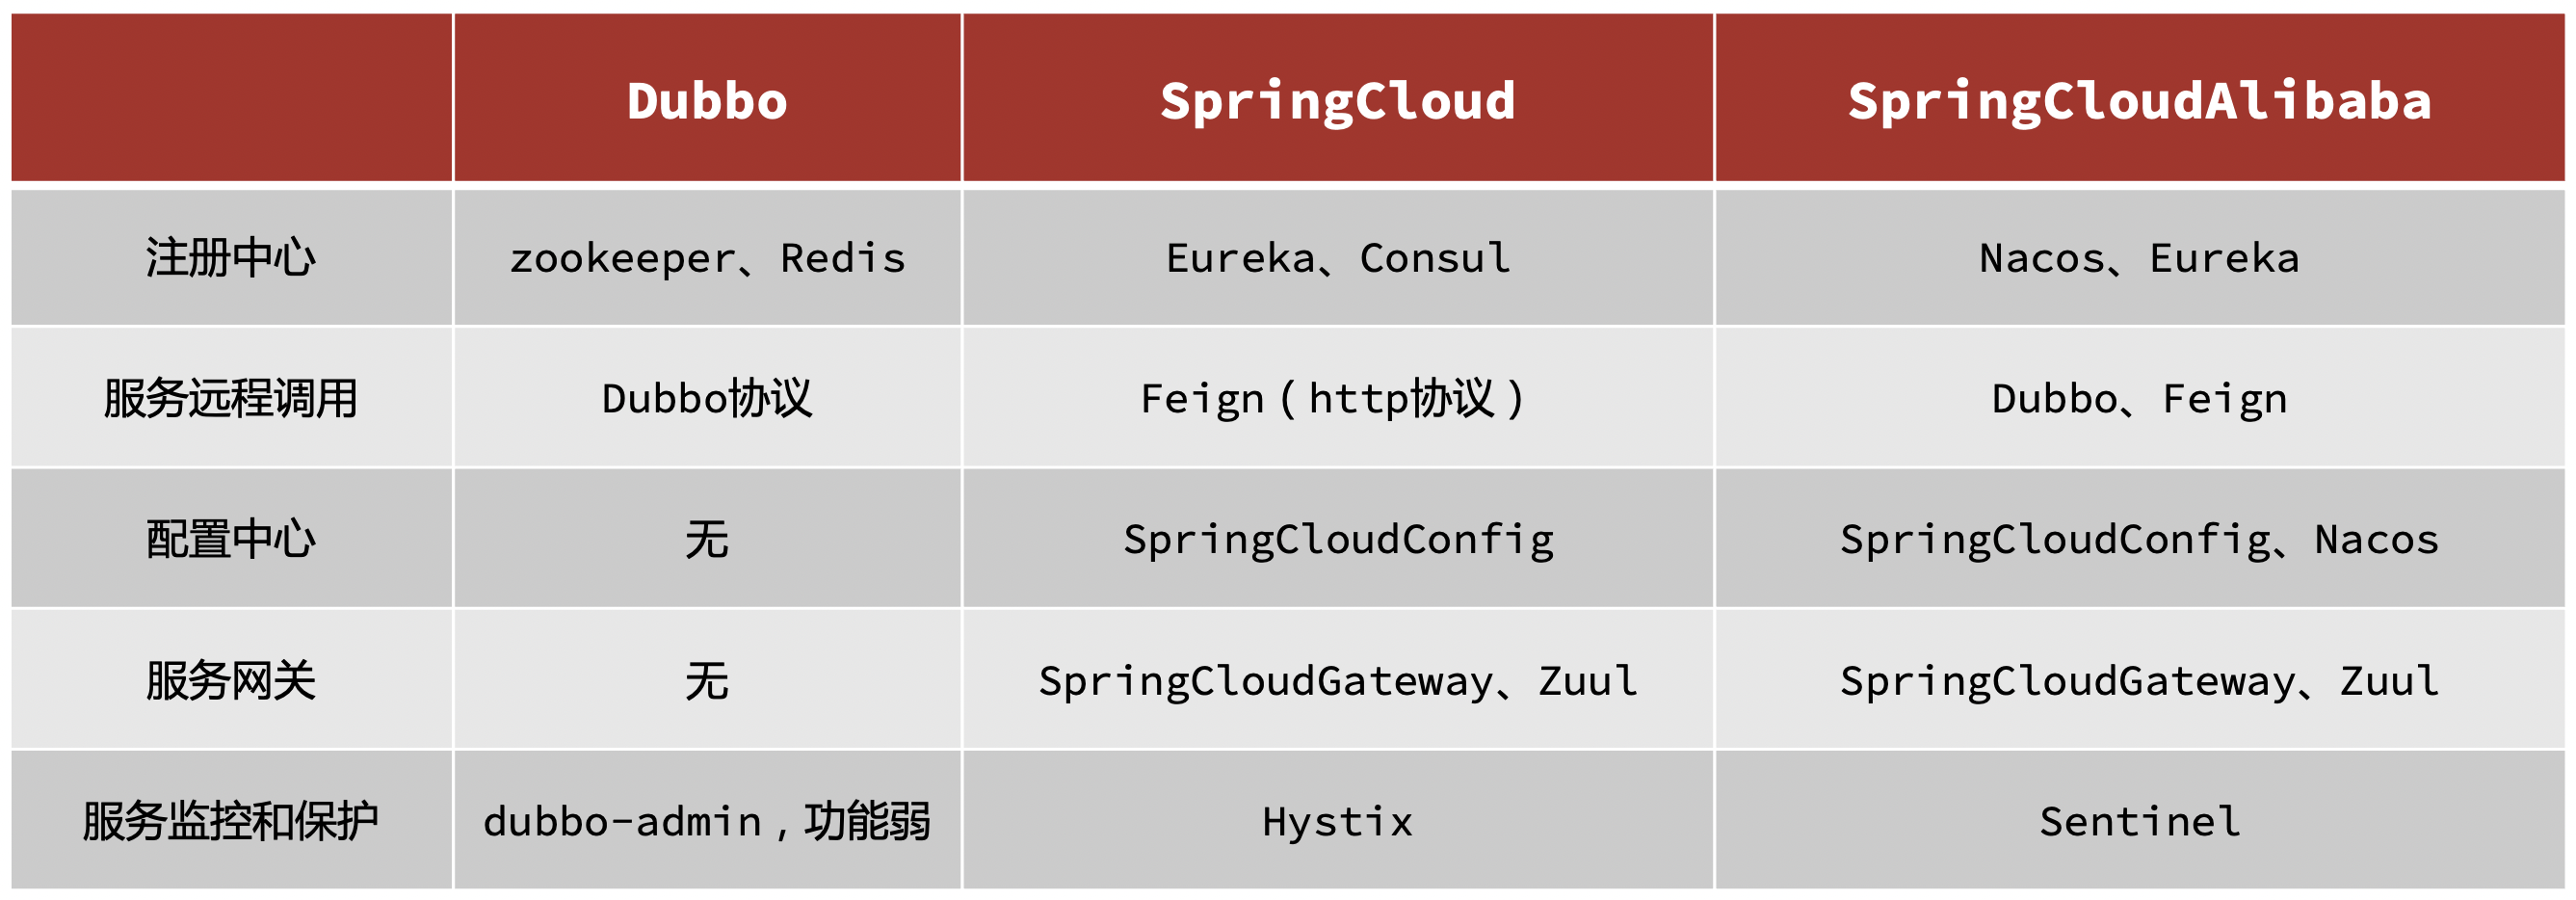 Dubbo SpringCloud SpringCloudAlibaba
注册中心 zookeeper、Redis Eureka、Consul Nacos、Eureka
服务远程调用 Dubbo协议 Feign（http协议） Dubbo、Feign
配置中心 无 SpringCloudConfig SpringCloudConfig、Nacos
服务网关 无 SpringCloudGateway、Zuul SpringCloudGateway、Zuul
服务监控和保护 dubbo-admin，功能弱 Hystix Sentinel